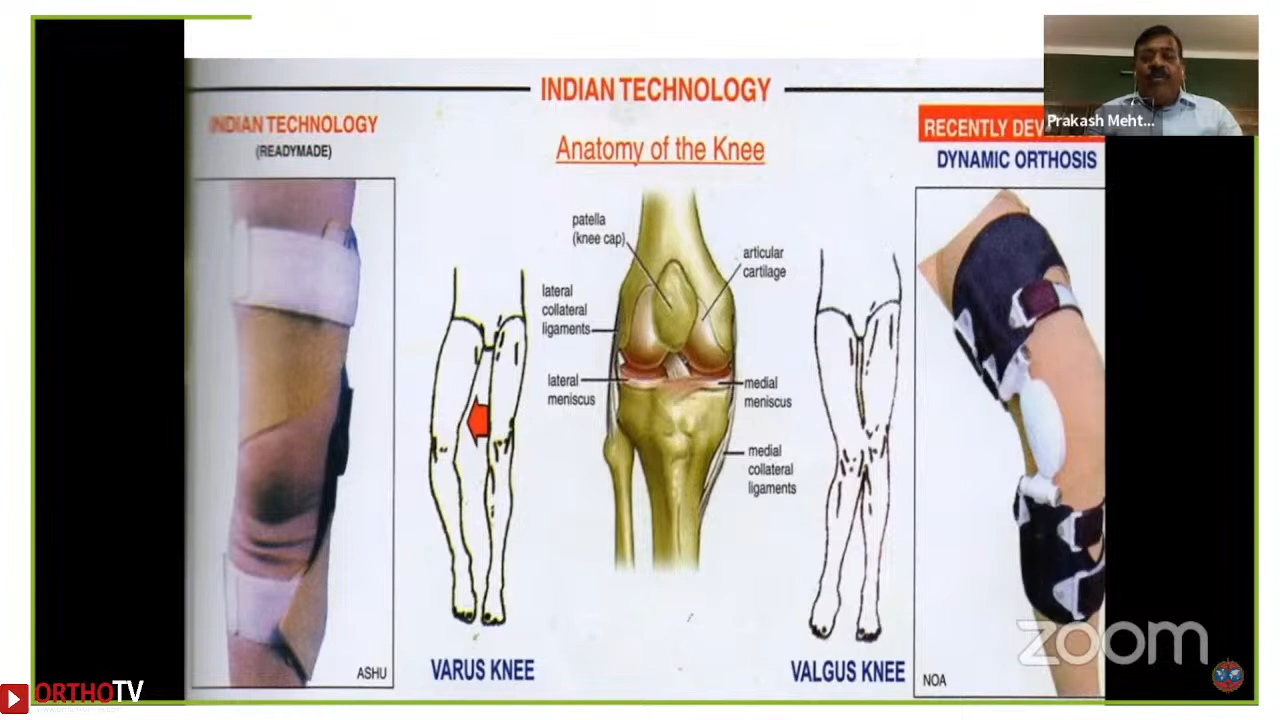 INDIAN TECHNOLOGY
INDIAN TECHNOLOGY
(READYMADE)
Anatomy of the Knee
RECENTLY DEV
DYNAMIC ORTHOSIS
Prakash Meht...
patella
(knee cap)
articular
cartilage
lateral
collateral
ligaments
lateral
meniscus
medial
meniscus
medial
collateral
ligaments
ASHU
VARUS KNEE
VALGUS KNEE
NOA
zoom
ORTHOTV